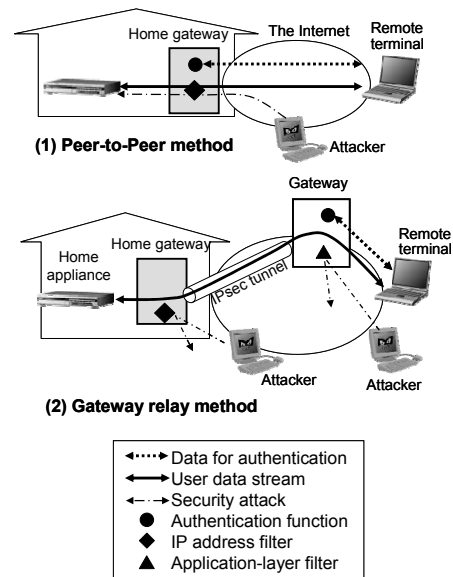 Home gateway
The Internet
Remote
terminal
Attacker
(1) Peer-to-Peer method
Gateway
Home
appliance
Home gateway
IPsec tunnel
Remote
terminal
Attacker
Attacker
(2) Gateway relay method
Data for authentication
User data stream
Security attack
Authentication function
IP address filter
Application-layer filter